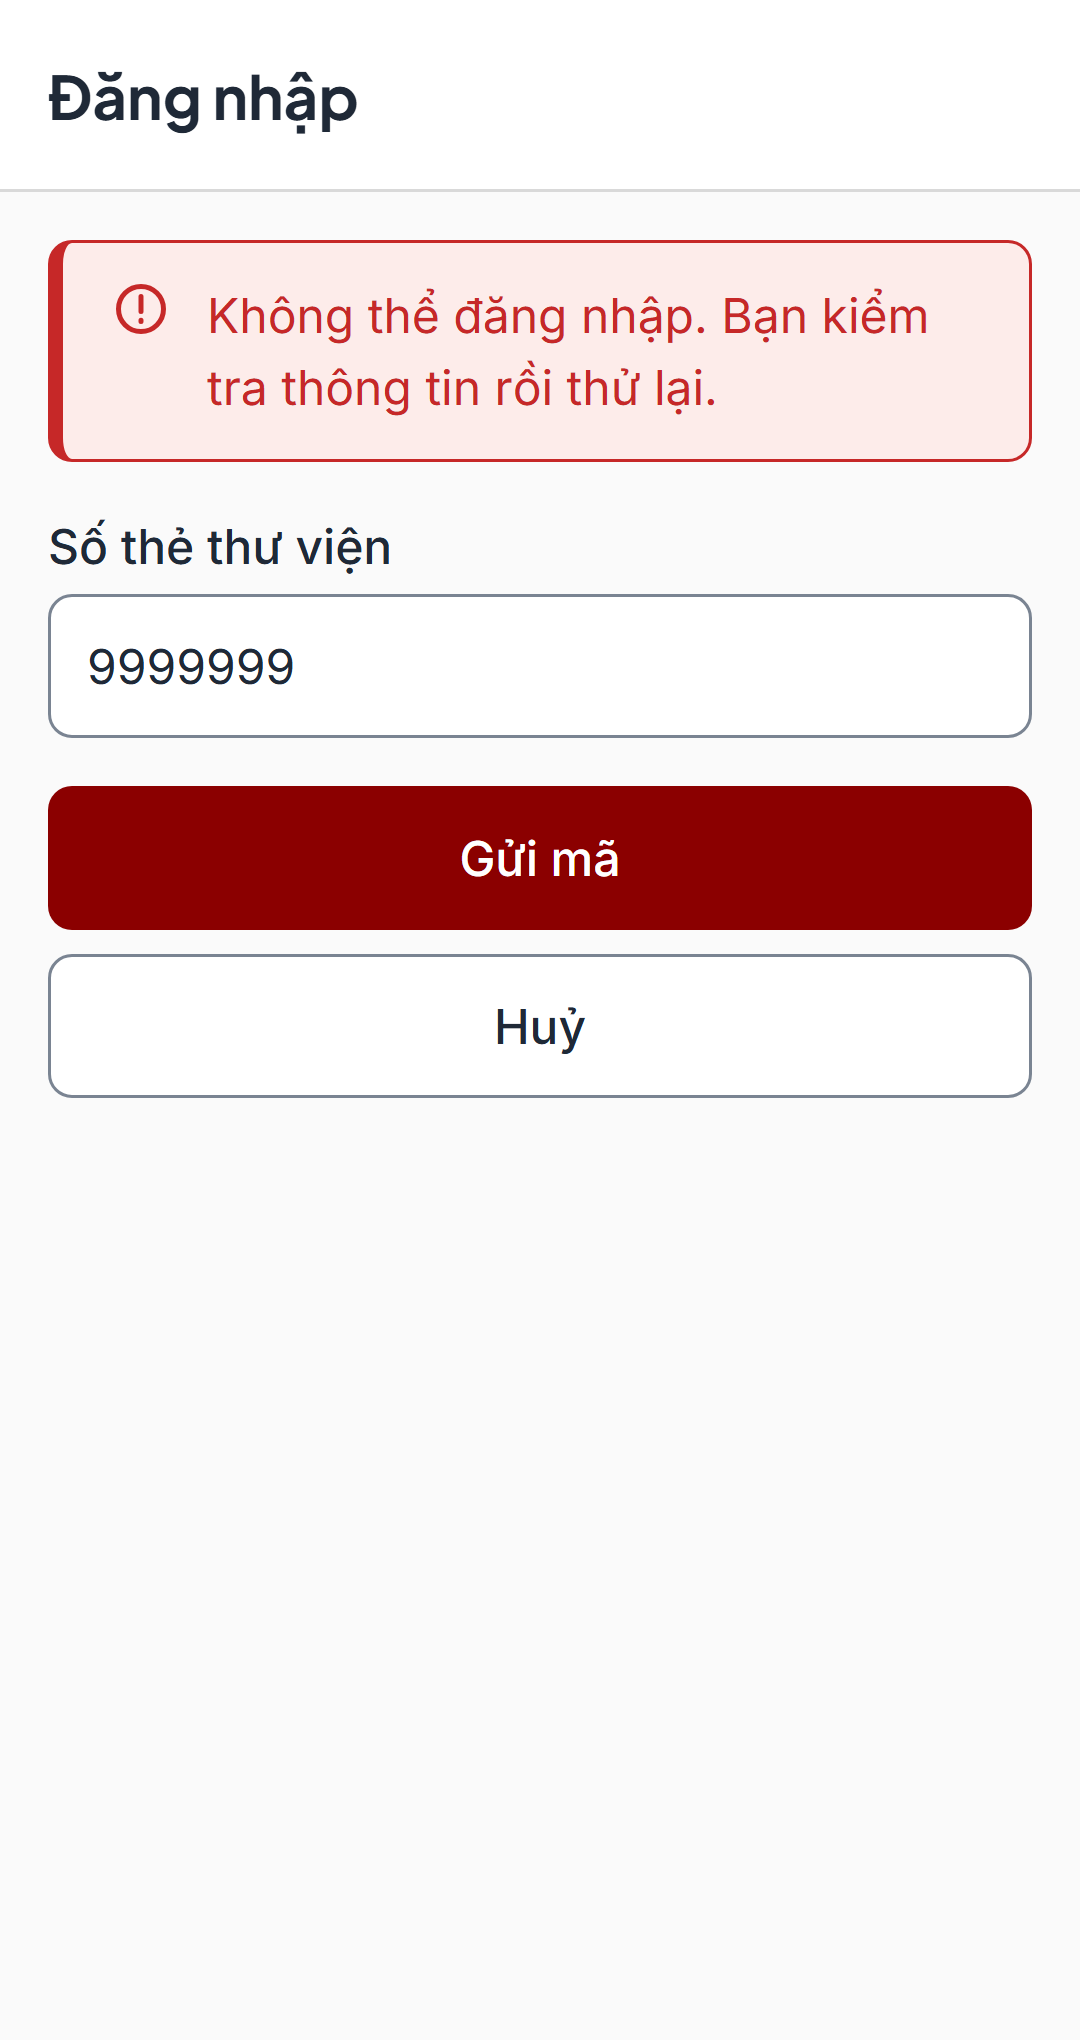 Đăng nhập
Không thể đăng nhập. Bạn kiểm
tra thông tin rồi thử lại.
Số thẻ thư viện
9999999
Gửi mã
Huỷ